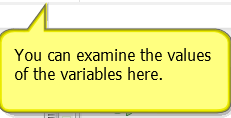 You can examine the values
of the variables here.